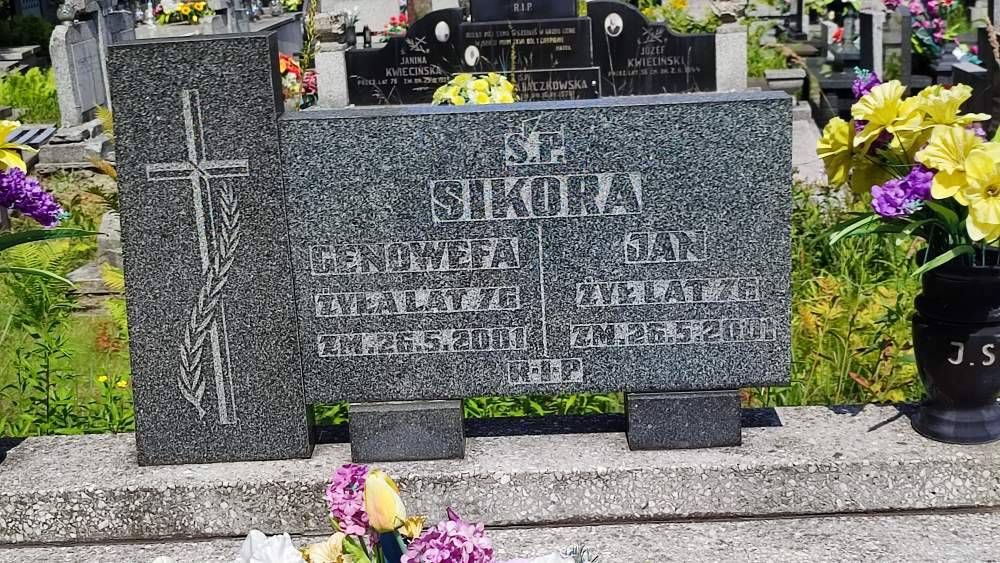 R I P
JANINA
KWIECIŃSKA
JÓZEF
KWIECIŃSKI
Ś.P.
SIKORA
GENOWEFA
ŻYŁA LAT 76
ZM. 26.5.2001
JAN
ŻYŁ LAT 76
ZM. 26.5.2001
R.I.P
J.S